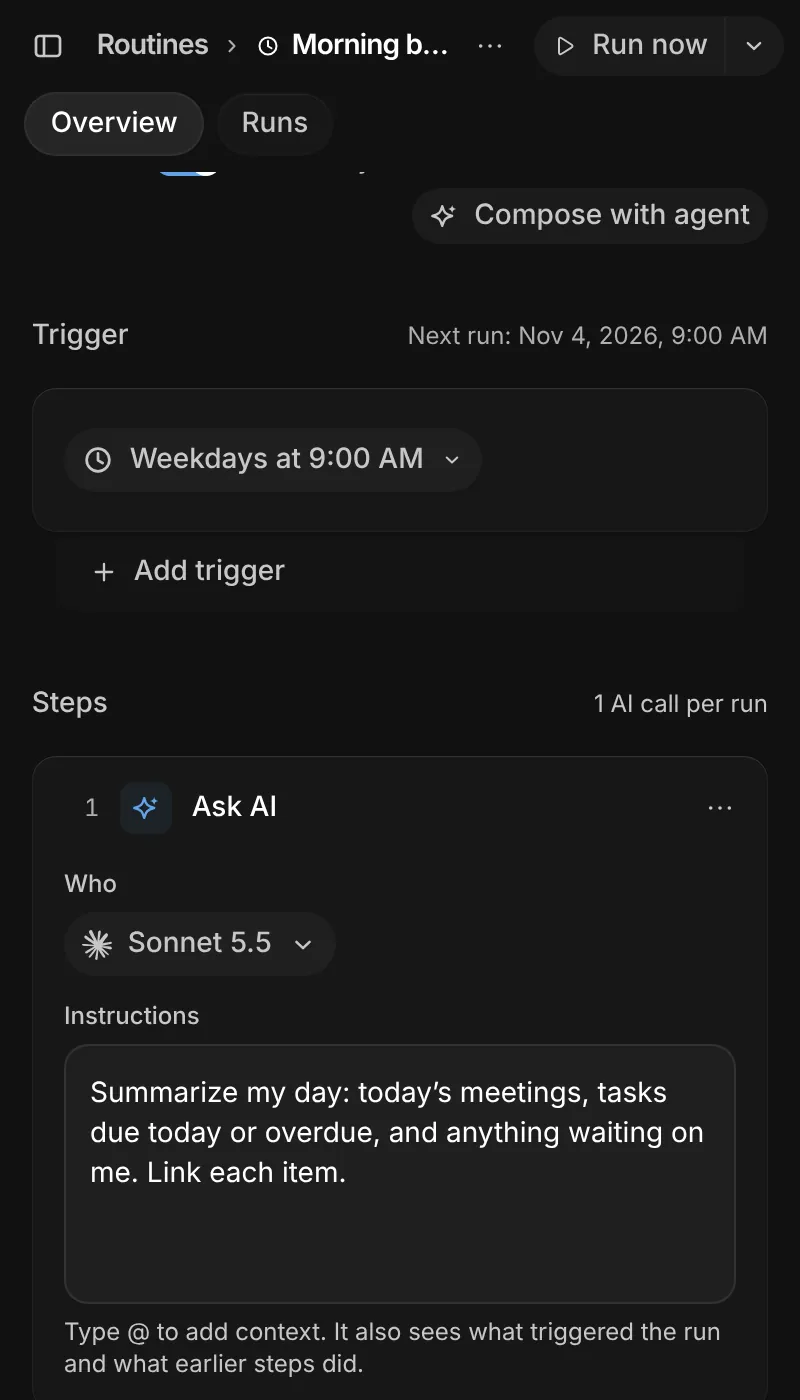 Routines
Morning b...
Run now
Overview
Runs
Compose with agent
Trigger
Next run: Nov 4, 2026, 9:00 AM
Weekdays at 9:00 AM
Add trigger
Steps
1 AI call per run
1
Ask AI
Who
Sonnet 5.5
Instructions
Summarize my day: today’s meetings, tasks
due today or overdue, and anything waiting on
me. Link each item.
Type @ to add context. It also sees what triggered the run
and what earlier steps did.